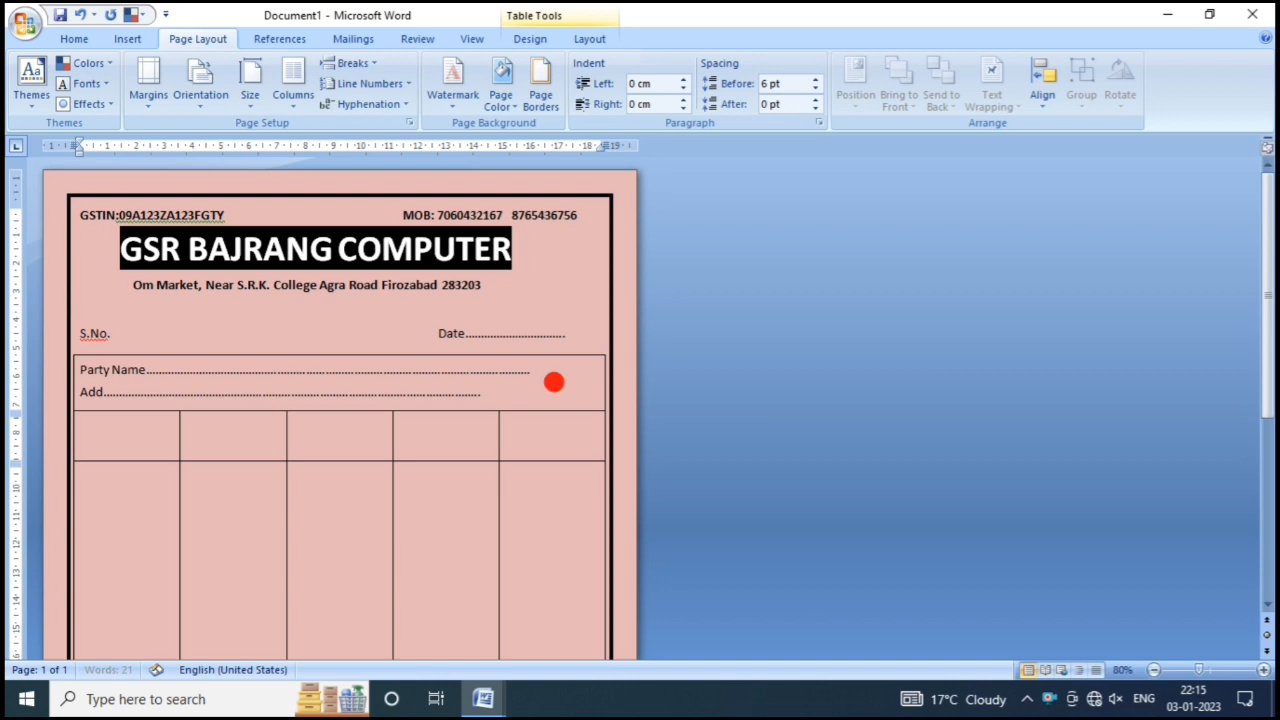 Document1 - Microsoft Word
Table Tools
Home Insert Page Layout References Mailings Review View Design Layout
Themes
Colors
Fonts
Effects
Themes
Margins
Orientation
Size
Columns
Breaks
Line Numbers
Hyphenation
Page Setup
Watermark
Page Color
Page Borders
Page Background
Indent
Left: 0 cm
Right: 0 cm
Spacing
Before: 6 pt
After: 0 pt
Paragraph
Position
Bring to Front
Send to Back
Text Wrapping
Align
Group
Rotate
Arrange
GSTIN:09A123ZA123FGTY MOB: 7060432167 8765436756
GSR BAJRANG COMPUTER
Om Market, Near S.R.K. College Agra Road Firozabad 283203
S.No. Date................................
Party Name..........................................................................................................................
Add........................................................................................................................
Page: 1 of 1 Words: 21 English (United States) 80%
Type here to search
17°C Cloudy ENG
22:15
03-01-2023